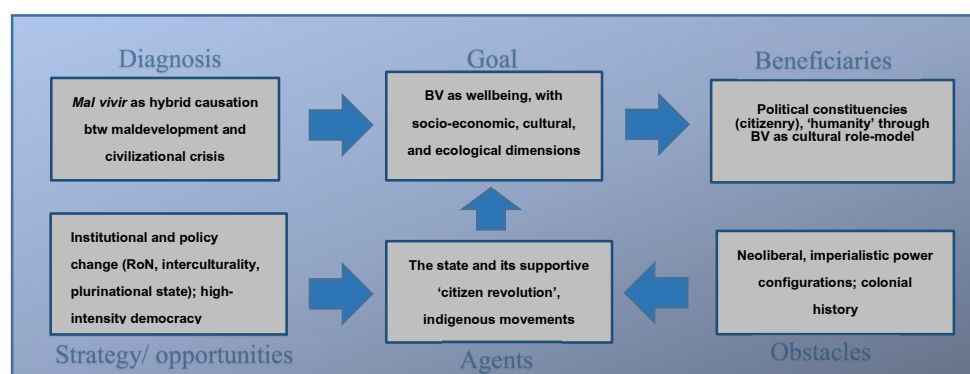 Diagnosis
Goal
Beneficiaries
Mal vivir as hybrid causation
btw maldevelopment and
civilizational crisis
BV as wellbeing, with
socio-economic, cultural,
and ecological dimensions
Political constituencies
(citizenry), ‘humanity’ through
BV as cultural role-model
Institutional and policy
change (RoN, interculturality,
plurinational state); high-
intensity democracy
The state and its supportive
‘citizen revolution’,
indigenous movements
Neoliberal, imperialistic power
configurations; colonial
history
Strategy/ opportunities
Agents
Obstacles